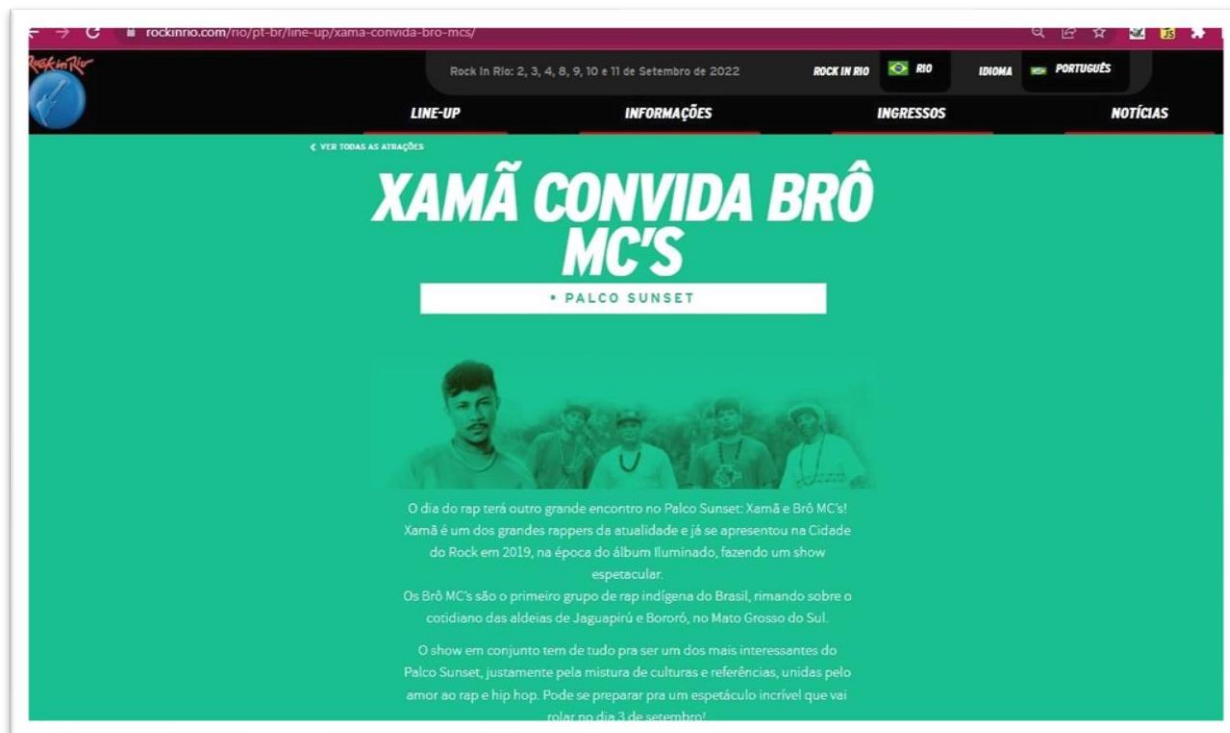 rockinrio.com/rio/pt-br/line-up/xama-convida-bro-mcs/
JS
Rock in Rio
Rock In Rio: 2, 3, 4, 8, 9, 10 e 11 de Setembro de 2022
ROCK IN RIO
RIO
IDIOMA
PORTUGUÊS
LINE-UP
INFORMAÇÕES
INGRESSOS
NOTÍCIAS
VER TODAS AS ATRAÇÕES
XAMÃ CONVIDA BRÔ
MC'S
• PALCO SUNSET
O dia do rap terá outro grande encontro no Palco Sunset: Xamã e Brô MC's!
Xamã é um dos grandes rappers da atualidade e já se apresentou na Cidade
do Rock em 2019, na época do álbum Iluminado, fazendo um show
espetacular.
Os Brô MC's são o primeiro grupo de rap indígena do Brasil, rimando sobre o
cotidiano das aldeias de Jaguapirú e Bororó, no Mato Grosso do Sul.
O show em conjunto tem de tudo pra ser um dos mais interessantes do
Palco Sunset, justamente pela mistura de culturas e referências, unidas pelo
amor ao rap e hip hop. Pode se preparar pra um espetáculo incrível que vai
rolar no dia 3 de setembro!